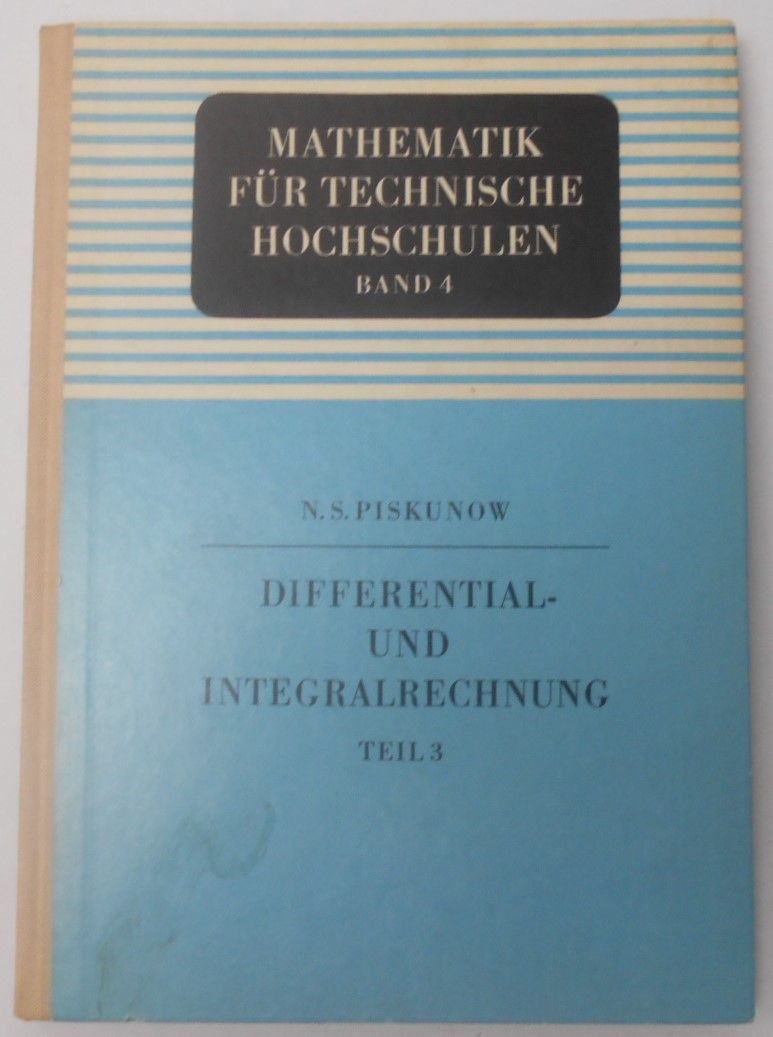 MATHEMATIK
FÜR TECHNISCHE
HOCHSCHULEN
BAND 4
N. S. PISKUNOW
DIFFERENTIAL-
UND
INTEGRALRECHNUNG
TEIL 3